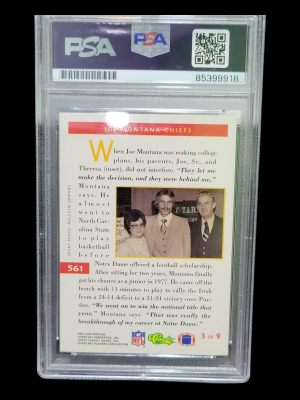 PSA
PSA
85399918
JOE MONTANA CHIEFS
When Joe Montana was making college
plans, his parents, Joe, Sr., and
Theresa (inset), did not interfere. "They let
me make the decision, and they were behind me,"
Montana
says. He
almost
went to
North Car-
olina State
to play
basketball
before
561
Notre Dame offered a football scholarship.
After sitting for two years, Montana finally
got his chance as a junior in 1977. He came off the
bench with 11 minutes to play to rally the Irish
from a 24-14 deficit to a 31-24 victory over Pur-
due. "We went on to win the national title that
year," Montana says: "That was really the
breakthrough of my career at Notre Dame."
NFL
Classic
3 of 9